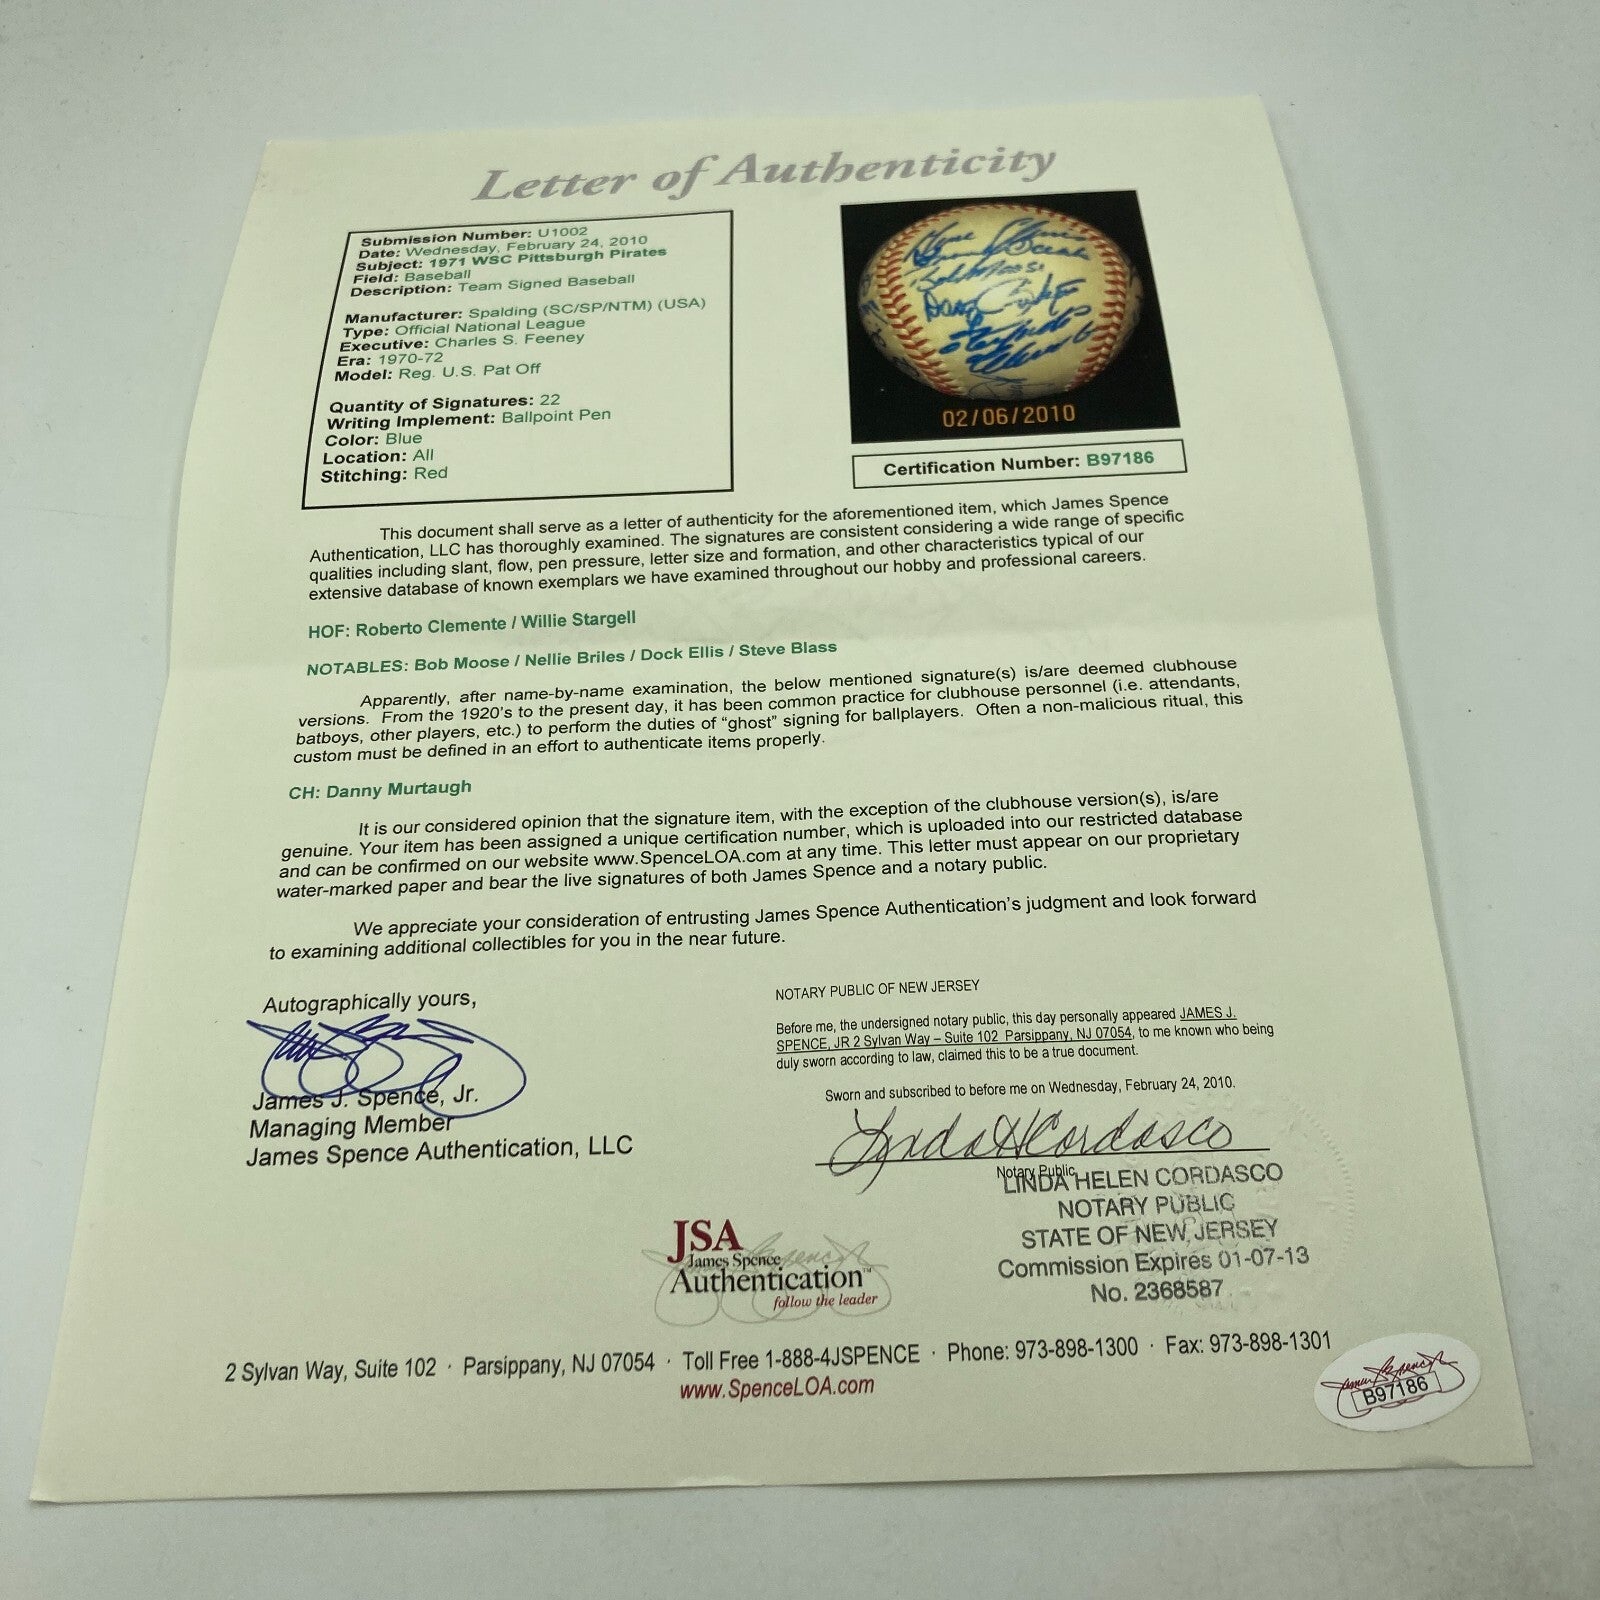 Letter of Authenticity
Submission Number: U1002
Date: Wednesday, February 24, 2010
Subject: 1971 WSC Pittsburgh Pirates
Field: Baseball
Description: Team Signed Baseball
Manufacturer: Spalding (SC/SP/NTM) (USA)
Type: Official National League
Executive: Charles S. Feeney
Era: 1970-72
Model: Reg. U.S. Pat Off
Quantity of Signatures: 22
Writing Implement: Ballpoint Pen
Color: Blue
Location: All
Stitching: Red
Bob Moose
02/06/2010
Certification Number: B97186
This document shall serve as a letter of authenticity for the aforementioned item, which James Spence
Authentication, LLC has thoroughly examined. The signatures are consistent considering a wide range of specific
qualities including slant, flow, pen pressure, letter size and formation, and other characteristics typical of our
extensive database of known exemplars we have examined throughout our hobby and professional careers.
HOF: Roberto Clemente / Willie Stargell
NOTABLES: Bob Moose / Nellie Briles / Dock Ellis / Steve Blass
Apparently, after name-by-name examination, the below mentioned signature(s) is/are deemed clubhouse
versions. From the 1920's to the present day, it has been common practice for clubhouse personnel (i.e. attendants,
batboys, other players, etc.) to perform the duties of "ghost" signing for ballplayers. Often a non-malicious ritual, this
custom must be defined in an effort to authenticate items properly.
CH: Danny Murtaugh
It is our considered opinion that the signature item, with the exception of the clubhouse version(s), is/are
genuine. Your item has been assigned a unique certification number, which is uploaded into our restricted database
and can be confirmed on our website www.SpenceLOA.com at any time. This letter must appear on our proprietary
water-marked paper and bear the live signatures of both James Spence and a notary public.
We appreciate your consideration of entrusting James Spence Authentication's judgment and look forward
to examining additional collectibles for you in the near future.
Autographically yours,
James J. Spence, Jr.
Managing Member
James Spence Authentication, LLC
NOTARY PUBLIC OF NEW JERSEY
Before me, the undersigned notary public, this day personally appeared JAMES J.
SPENCE, JR 2 Sylvan Way – Suite 102 Parsippany, NJ 07054, to me known who being
duly sworn according to law, claimed this to be a true document.
Sworn and subscribed to before me on Wednesday, February 24, 2010.
Linda H Cordasco
Notary Public
LINDA HELEN CORDASCO
NOTARY PUBLIC
STATE OF NEW JERSEY
Commission Expires 01-07-13
No. 2368587
JSA
James Spence
Authentication™
follow the leader
2 Sylvan Way, Suite 102 · Parsippany, NJ 07054 · Toll Free 1-888-4JSPENCE · Phone: 973-898-1300 · Fax: 973-898-1301
www.SpenceLOA.com
B97186